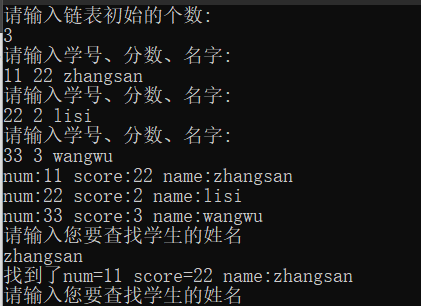 请输入链表初始的个数:
3
请输入学号、分数、名字:
11 22 zhangsan
请输入学号、分数、名字:
22 2 lisi
请输入学号、分数、名字:
33 3 wangwu
num:11 score:22 name:zhangsan
num:22 score:2 name:lisi
num:33 score:3 name:wangwu
请输入您要查找学生的姓名
zhangsan
找到了num=11 score=22 name:zhangsan
请输入您要查找学生的姓名